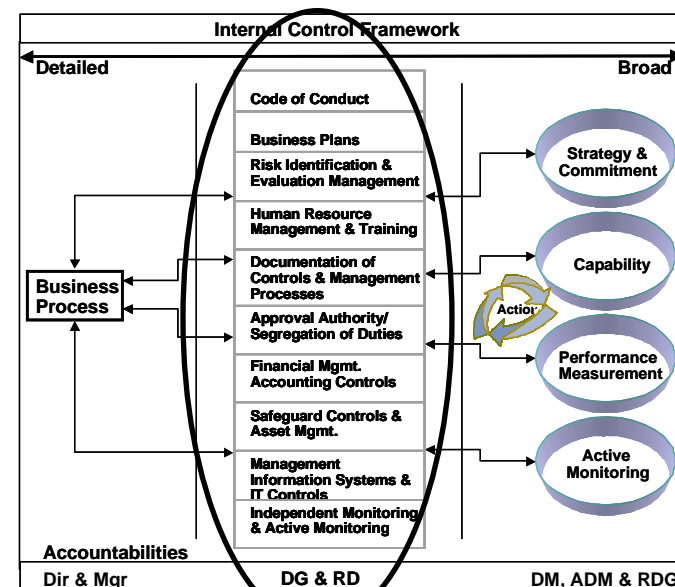 Internal Control Framework
Detailed
Broad
Code of Conduct
Business Plans
Risk Identification &
Evaluation Management
Human Resource
Management & Training
Documentation of
Controls & Management
Processes
Approval Authority/
Segregation of Duties
Financial Mgmt.
Accounting Controls
Safeguard Controls &
Asset Mgmt.
Management
Information Systems &
IT Controls
Independent Monitoring
& Active Monitoring
Business
Process
Strategy &
Commitment
Capability
Action
Performance
Measurement
Active
Monitoring
Accountabilities
Dir & Mgr
DG & RD
DM, ADM & RDG